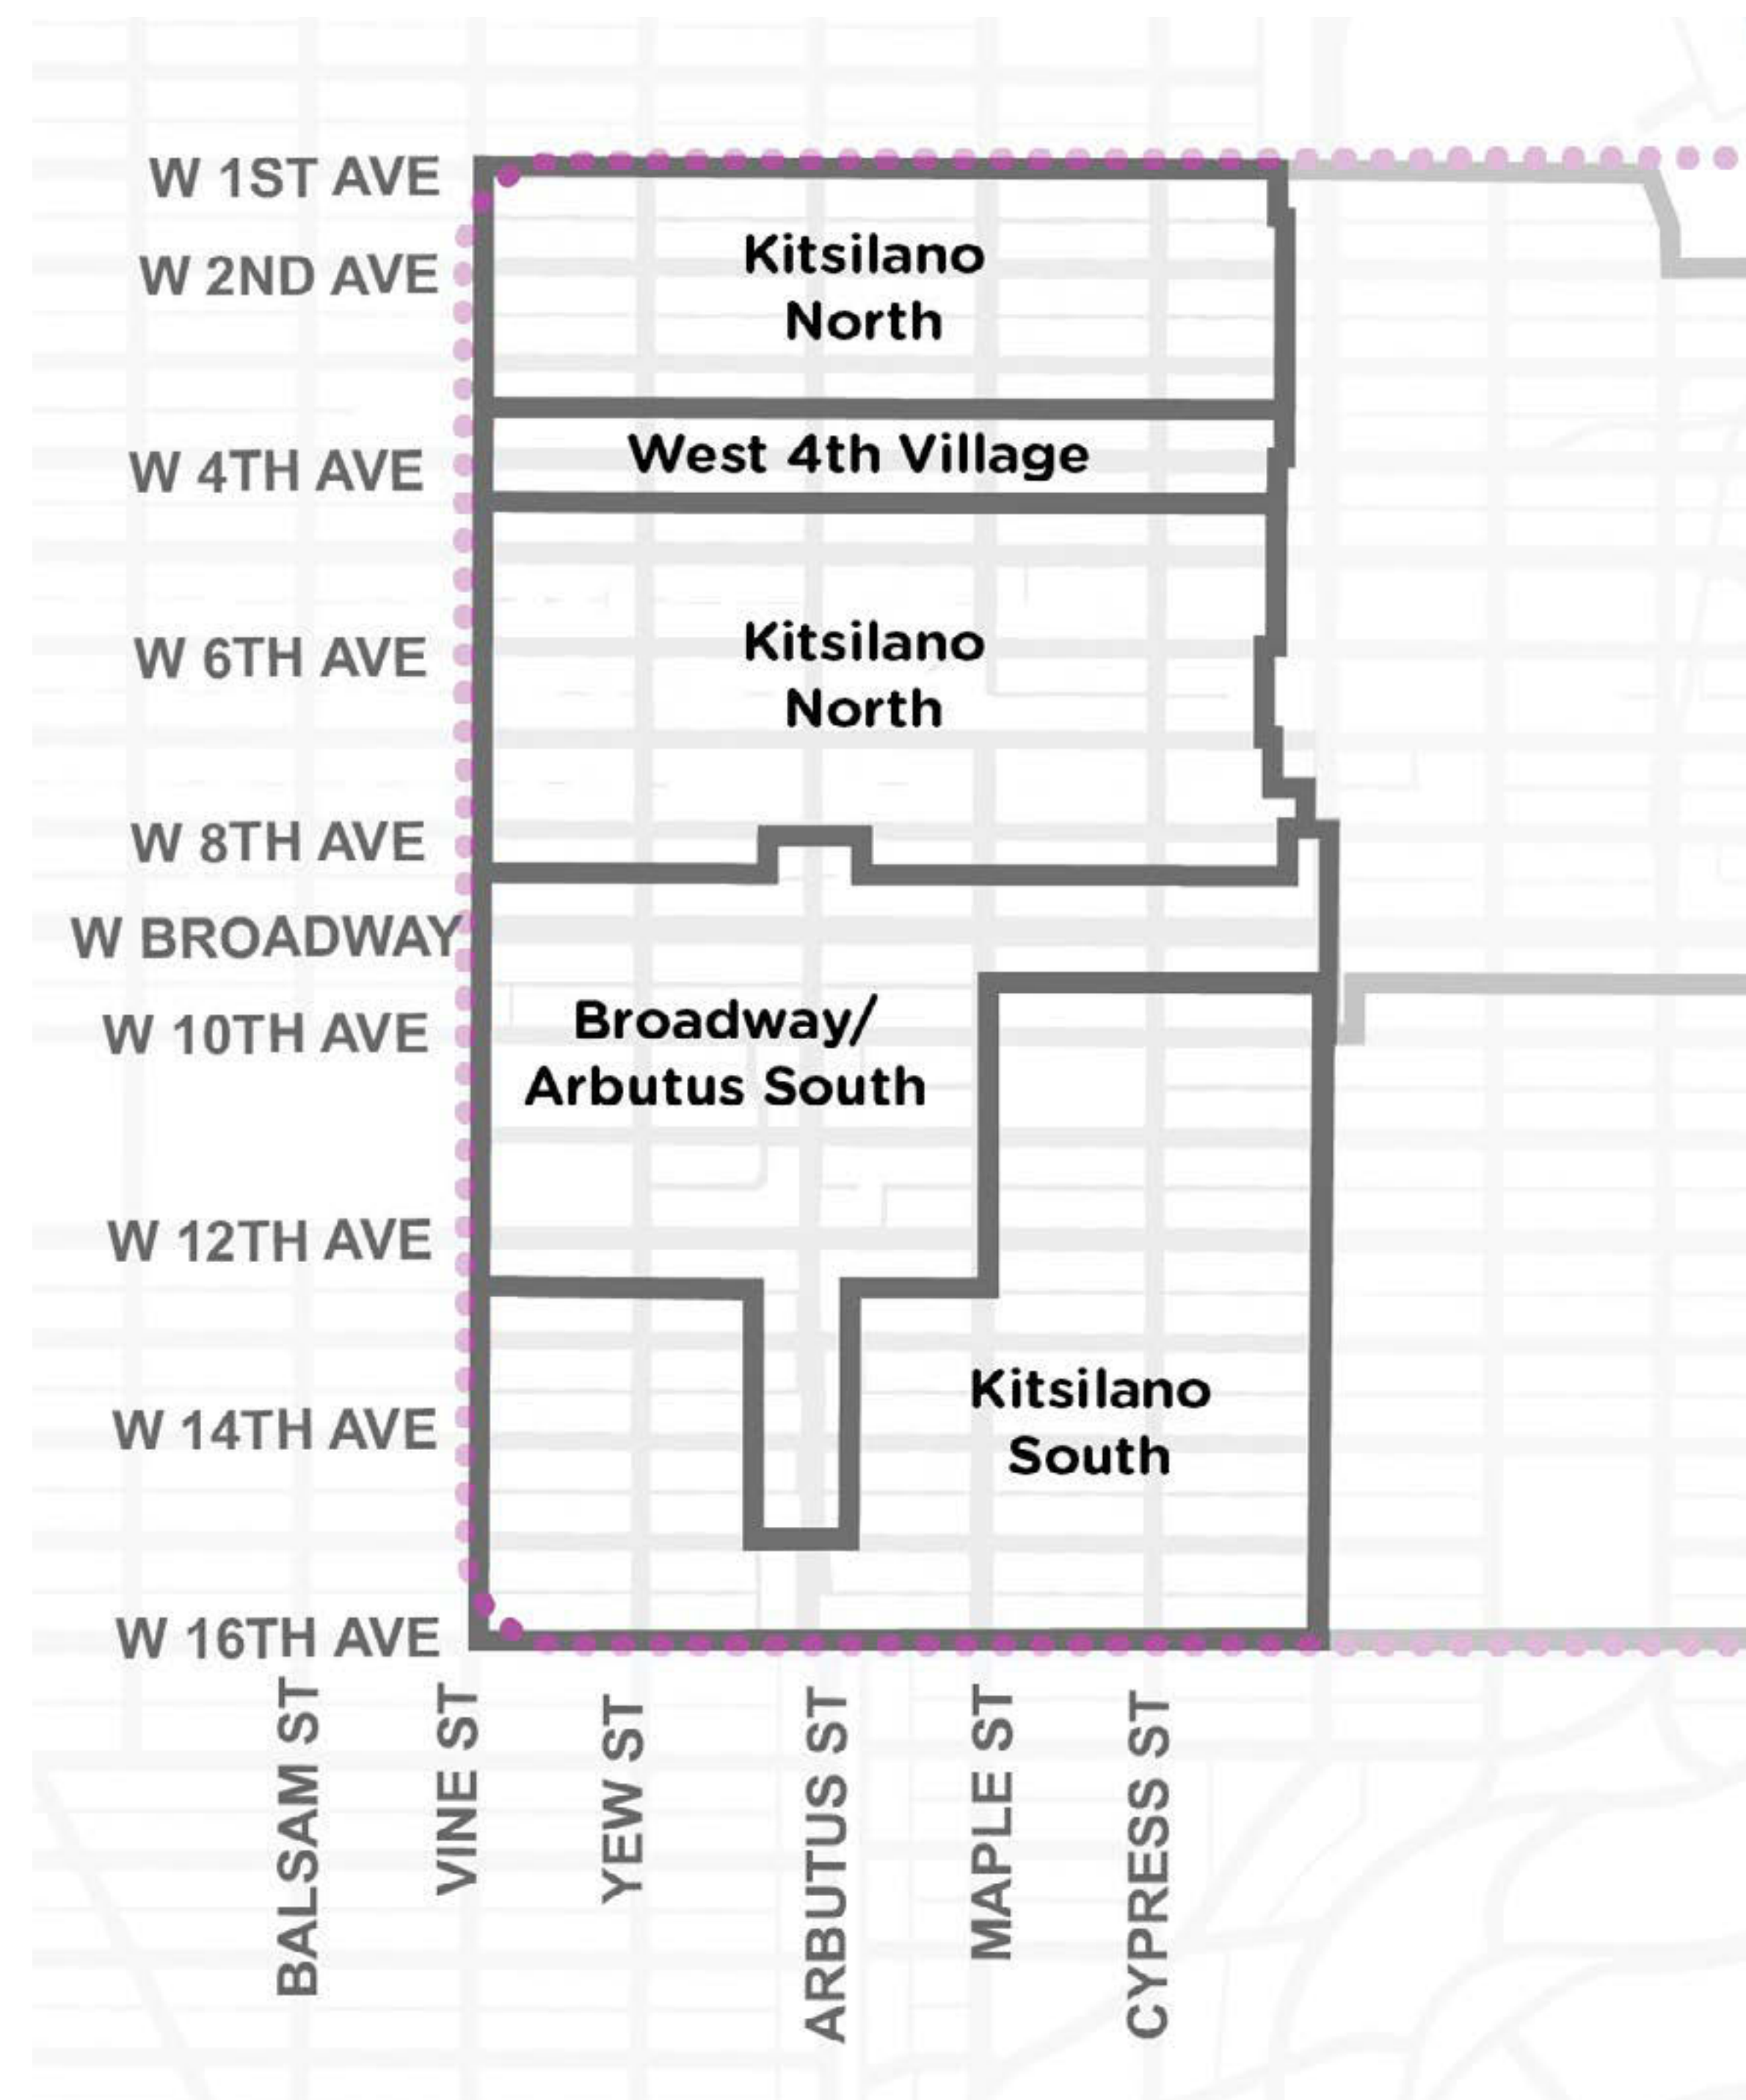 W 1ST AVE
Kitsilano
North
W 2ND AVE
West 4th Village
W 4TH AVE
Kitsilano
North
W 6TH AVE
W 8TH AVE
W BROADWAY
Broadway/
Arbutus South
W 10TH AVE
W 12TH AVE
Kitsilano
South
W 14TH AVE
W 16TH AVE
BALSAM ST
VINE ST
YEW ST
ARBUTUS ST
MAPLE ST
CYPRESS ST